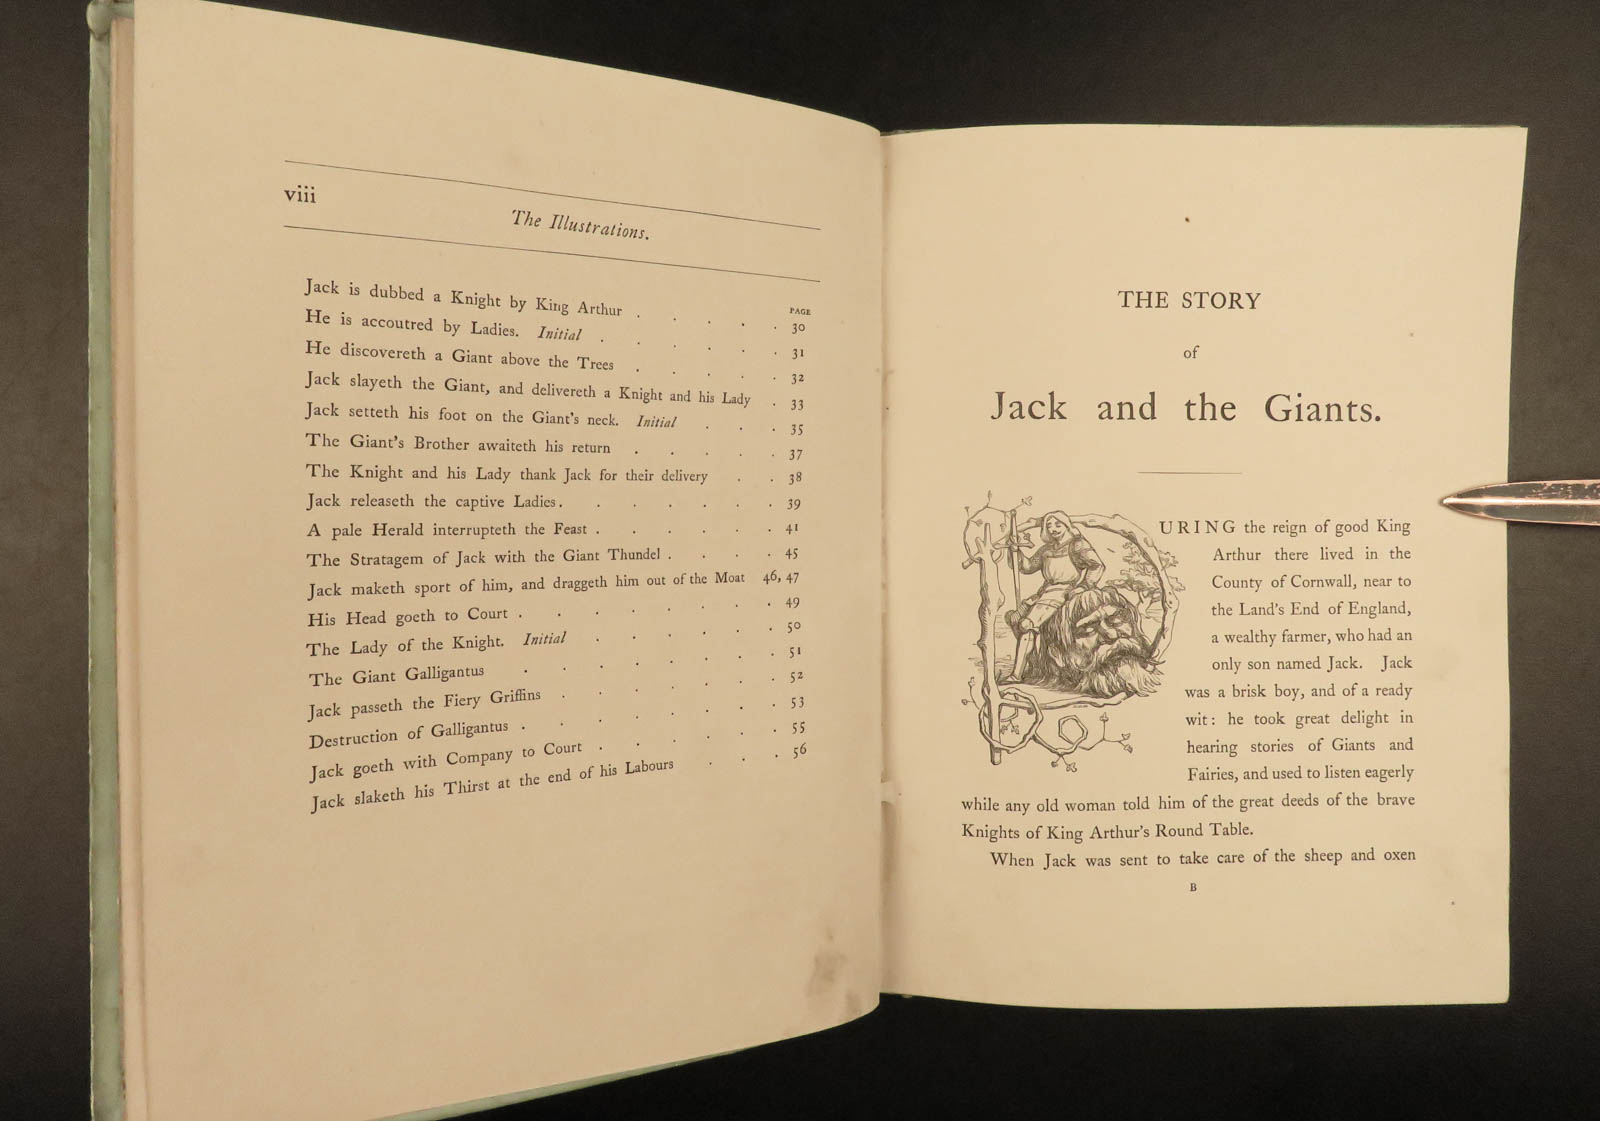 viii
The Illustrations.
PAGE
Jack is dubbed a Knight by King Arthur . . . . . 30
He is accoutred by Ladies. Initial . . . . . 31
He discovereth a Giant above the Trees . . . . . 32
Jack slayeth the Giant, and delivereth a Knight and his Lady . 33
Jack setteth his foot on the Giant's neck. Initial . . . 35
The Giant's Brother awaiteth his return . . . . . 37
The Knight and his Lady thank Jack for their delivery . . 38
Jack releaseth the captive Ladies . . . . . . . 39
A pale Herald interrupteth the Feast . . . . . . 41
The Stratagem of Jack with the Giant Thundel . . . . 45
Jack maketh sport of him, and draggeth him out of the Moat 46, 47
His Head goeth to Court . . . . . . . . 49
The Lady of the Knight. Initial . . . . . . 50
The Giant Galligantus . . . . . . . 51
Jack passeth the Fiery Griffins . . . . . . . 52
Destruction of Galligantus . . . . . . . . 53
Jack goeth with Company to Court . . . . . . 55
Jack slaketh his Thirst at the end of his Labours . . . 56
THE STORY
of
Jack and the Giants.
DURING the reign of good King
Arthur there lived in the
County of Cornwall, near to
the Land's End of England,
a wealthy farmer, who had an
only son named Jack. Jack
was a brisk boy, and of a ready
wit: he took great delight in
hearing stories of Giants and
Fairies, and used to listen eagerly
while any old woman told him of the great deeds of the brave
Knights of King Arthur's Round Table.
When Jack was sent to take care of the sheep and oxen
B